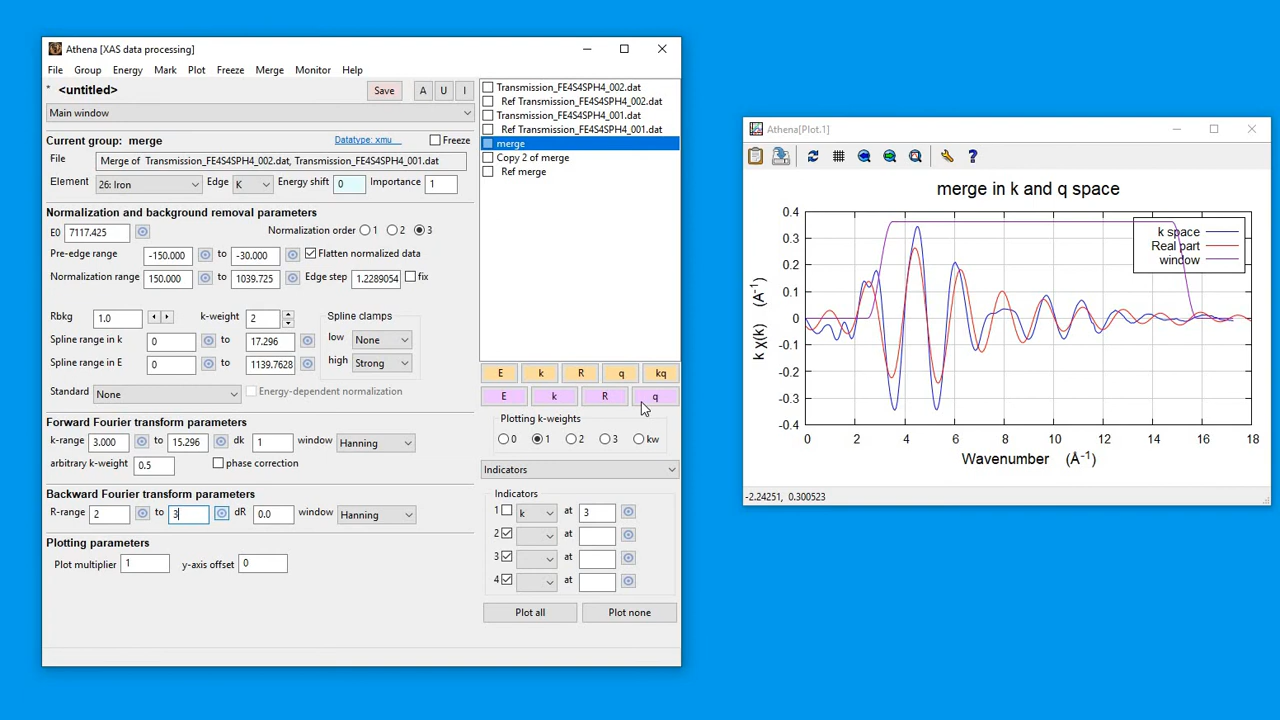 Athena [XAS data processing]
File Group Energy Mark Plot Freeze Merge Monitor Help
* <untitled> Save A U I
Main window
Current group: merge Datatype: xmu Freeze
File Merge of Transmission_FE4S4SPH4_002.dat, Transmission_FE4S4SPH4_001.dat
Element 26: Iron Edge K Energy shift 0 Importance 1
Normalization and background removal parameters
E0 7117.425 Normalization order 1 2 3
Pre-edge range -150.000 to -30.000 Flatten normalized data
Normalization range 150.000 to 1039.725 Edge step 1.2289054 fix
Rbkg 1.0 k-weight 2 Spline clamps
Spline range in k 0 to 17.296 low None
Spline range in E 0 to 1139.7628 high Strong
Standard None Energy-dependent normalization
Forward Fourier transform parameters
k-range 3.000 to 15.296 dk 1 window Hanning
arbitrary k-weight 0.5 phase correction
Backward Fourier transform parameters
R-range 2 to 3 dR 0.0 window Hanning
Plotting parameters
Plot multiplier 1 y-axis offset 0
Transmission_FE4S4SPH4_002.dat
Ref Transmission_FE4S4SPH4_002.dat
Transmission_FE4S4SPH4_001.dat
Ref Transmission_FE4S4SPH4_001.dat
merge
Copy 2 of merge
Ref merge
E k R q kq
E k R q
Plotting k-weights
0 1 2 3 kw
Indicators
Indicators
1 k at 3
2 at
3 at
4 at
Plot all Plot none
Athena[Plot.1]
merge in k and q space
k space
Real part
window
k χ(k) (Å-1)
0.4
0.3
0.2
0.1
0
-0.1
-0.2
-0.3
-0.4
0 2 4 6 8 10 12 14 16 18
Wavenumber (Å-1)
-2.24251, 0.300523